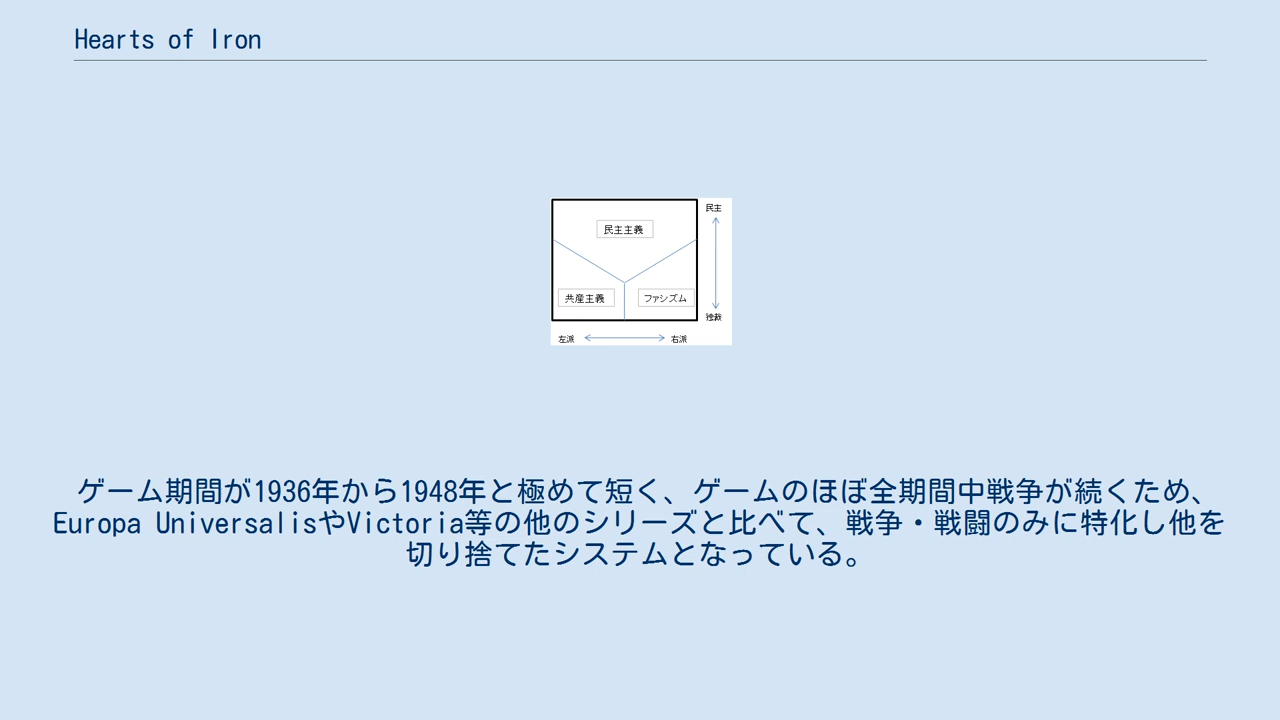 Hearts of Iron
民主
民主主義
共産主義
ファシズム
独裁
左派
右派
ゲーム期間が1936年から1948年と極めて短く、ゲームのほぼ全期間中戦争が続くため、
Europa UniversalisやVictoria等の他のシリーズと比べて、戦争・戦闘のみに特化し他を
切り捨てたシステムとなっている。